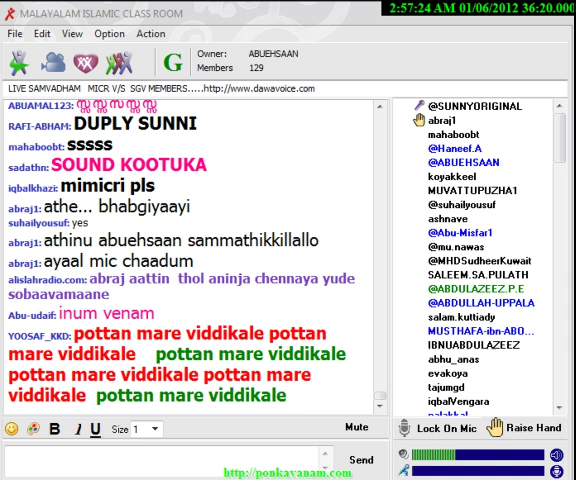 2:57:24 AM 01/06/2012 36:20.000
MALAYALAM ISLAMIC CLASS ROOM
File Edit View Option Action
G
Owner: ABUEHSAAN
Members 129
LIVE SAMVADHAM MICR V/S SGV MEMBERS.....http://www.dawavoice.com
ABUAMAL123: സ്സ സ്സ സ്സ സ്സ സ്സ
RAFI-ABHAM: DUPLY SUNNI
mahaboobt: sssss
sadathn: SOUND KOOTUKA
iqbalkhazi: mimicri pls
abraj1: athe... bhabgiyaayi
suhailyousuf: yes
abraj1: athinu abuehsaan sammathikkillallo
abraj1: ayaal mic chaadum
alislahradio.com: abraj aattin thol aninja chennaya yude
sobaavamaane
Abu-udaif: inum venam
YOOSAF_KKD: pottan mare viddikale pottan
mare viddikale pottan mare viddikale
pottan mare viddikale pottan mare
viddikale pottan mare viddikale
@SUNNYORIGINAL
abraj1
mahaboobt
@Haneef.A
@ABUEHSAAN
koyakkeel
MUVATTUPUZHA1
@suhailyousuf
ashnave
@Abu-Misfar1
@mu.nawas
@MHDSudheerKuwait
SALEEM.SA.PULATH
@ABDULAZEEZ.P.E
@ABDULLAH-UPPALA
salam.kuttiady
MUSTHAFA-ibn-ABO...
IBNUABDULAZEEZ
abhu_anas
evakoya
tajumgd
iqbalVengara
B I U Size 1 Mute
Lock On Mic Raise Hand
Send
http://ponkavanam.com/